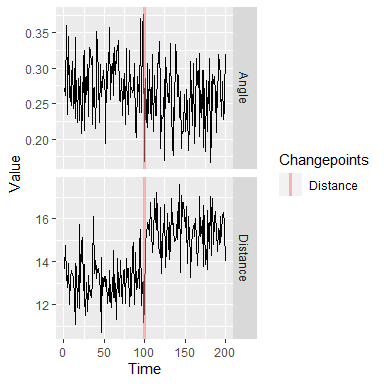 Value
0.35
0.30
0.25
0.20
Angle
16
14
12
Distance
0
50
100
150
200
Time
Changepoints
Distance